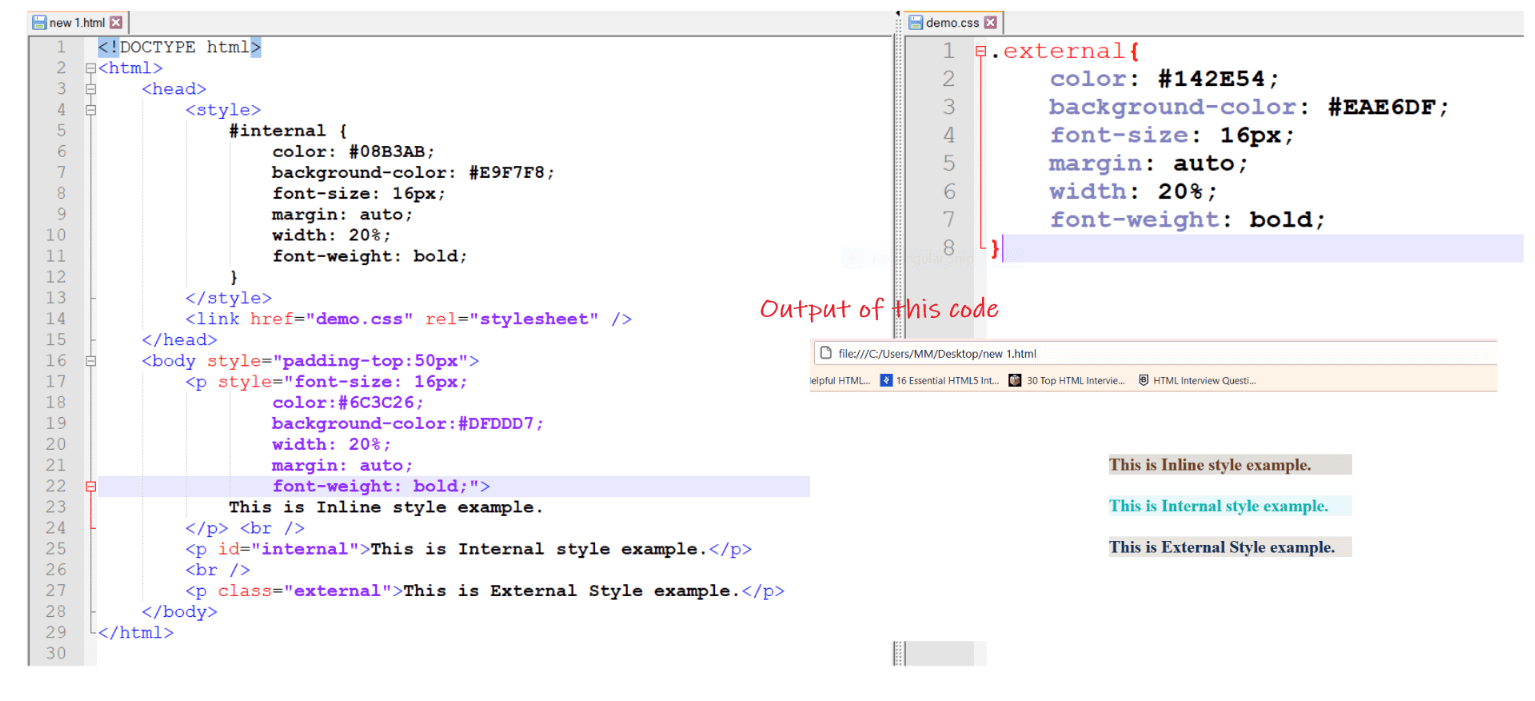 new 1.html
1 <!DOCTYPE html>
2 <html>
3 <head>
4 <style>
5 #internal {
6 color: #08B3AB;
7 background-color: #E9F7F8;
8 font-size: 16px;
9 margin: auto;
10 width: 20%;
11 font-weight: bold;
12 }
13 </style>
14 <link href="demo.css" rel="stylesheet" />
15 </head>
16 <body style="padding-top:50px">
17 <p style="font-size: 16px;
18 color:#6C3C26;
19 background-color:#DFDDD7;
20 width: 20%;
21 margin: auto;
22 font-weight: bold;">
23 This is Inline style example.
24 </p> <br />
25 <p id="internal">This is Internal style example.</p>
26 <br />
27 <p class="external">This is External Style example.</p>
28 </body>
29 </html>
30
demo.css
1 .external{
2 color: #142E54;
3 background-color: #EAE6DF;
4 font-size: 16px;
5 margin: auto;
6 width: 20%;
7 font-weight: bold;
8 }
Output of this code
file:///C:/Users/MM/Desktop/new 1.html
elpful HTML... 16 Essential HTML5 Int... 30 Top HTML Intervie... HTML Interview Questi...
This is Inline style example.
This is Internal style example.
This is External Style example.